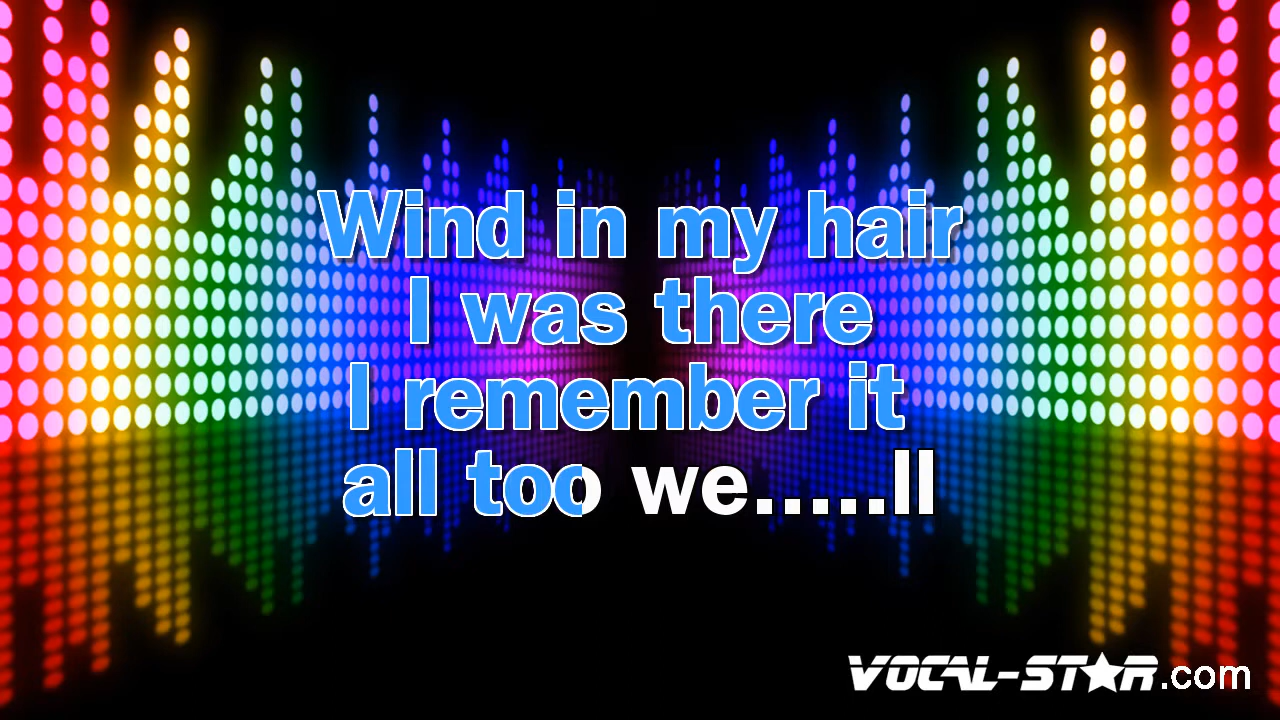 Wind in my hair
I was there
I remember it
all too we.....ll
VOCAL-STAR.com